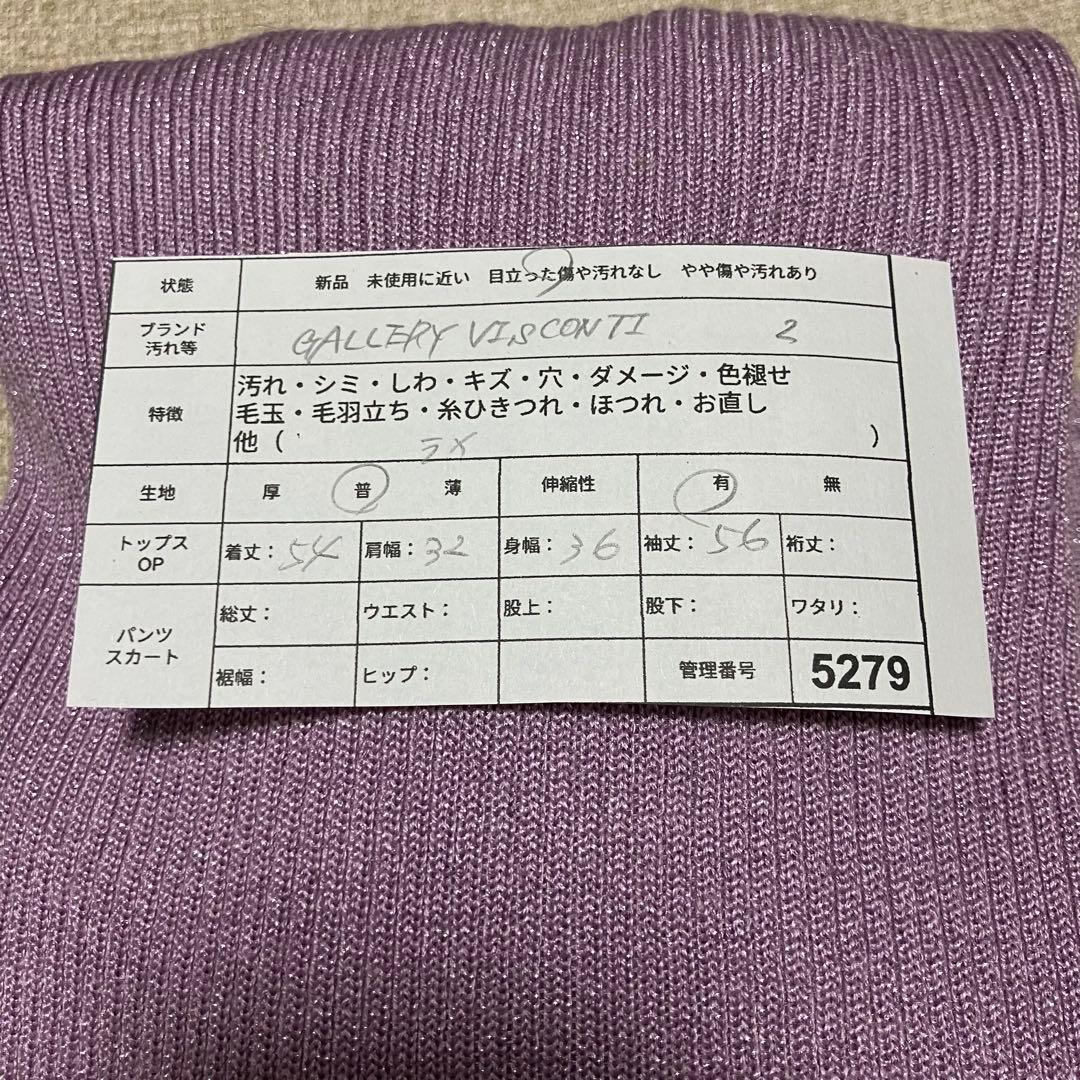 状態 新品 未使用に近い 目立った傷や汚れなし やや傷や汚れあり
ブランド
汚れ等 GALLERY VISCONTI 2
特徴 汚れ・シミ・しわ・キズ・穴・ダメージ・色褪せ
毛玉・毛羽立ち・糸ひきつれ・ほつれ・お直し
他（ ラメ ）
生地 厚 普 薄 伸縮性 有 無
トップス
OP 着丈：54 肩幅：32 身幅：36 袖丈：56 裄丈：
パンツ
スカート 総丈： ウエスト： 股上： 股下： ワタリ：
裾幅： ヒップ： 管理番号 5279